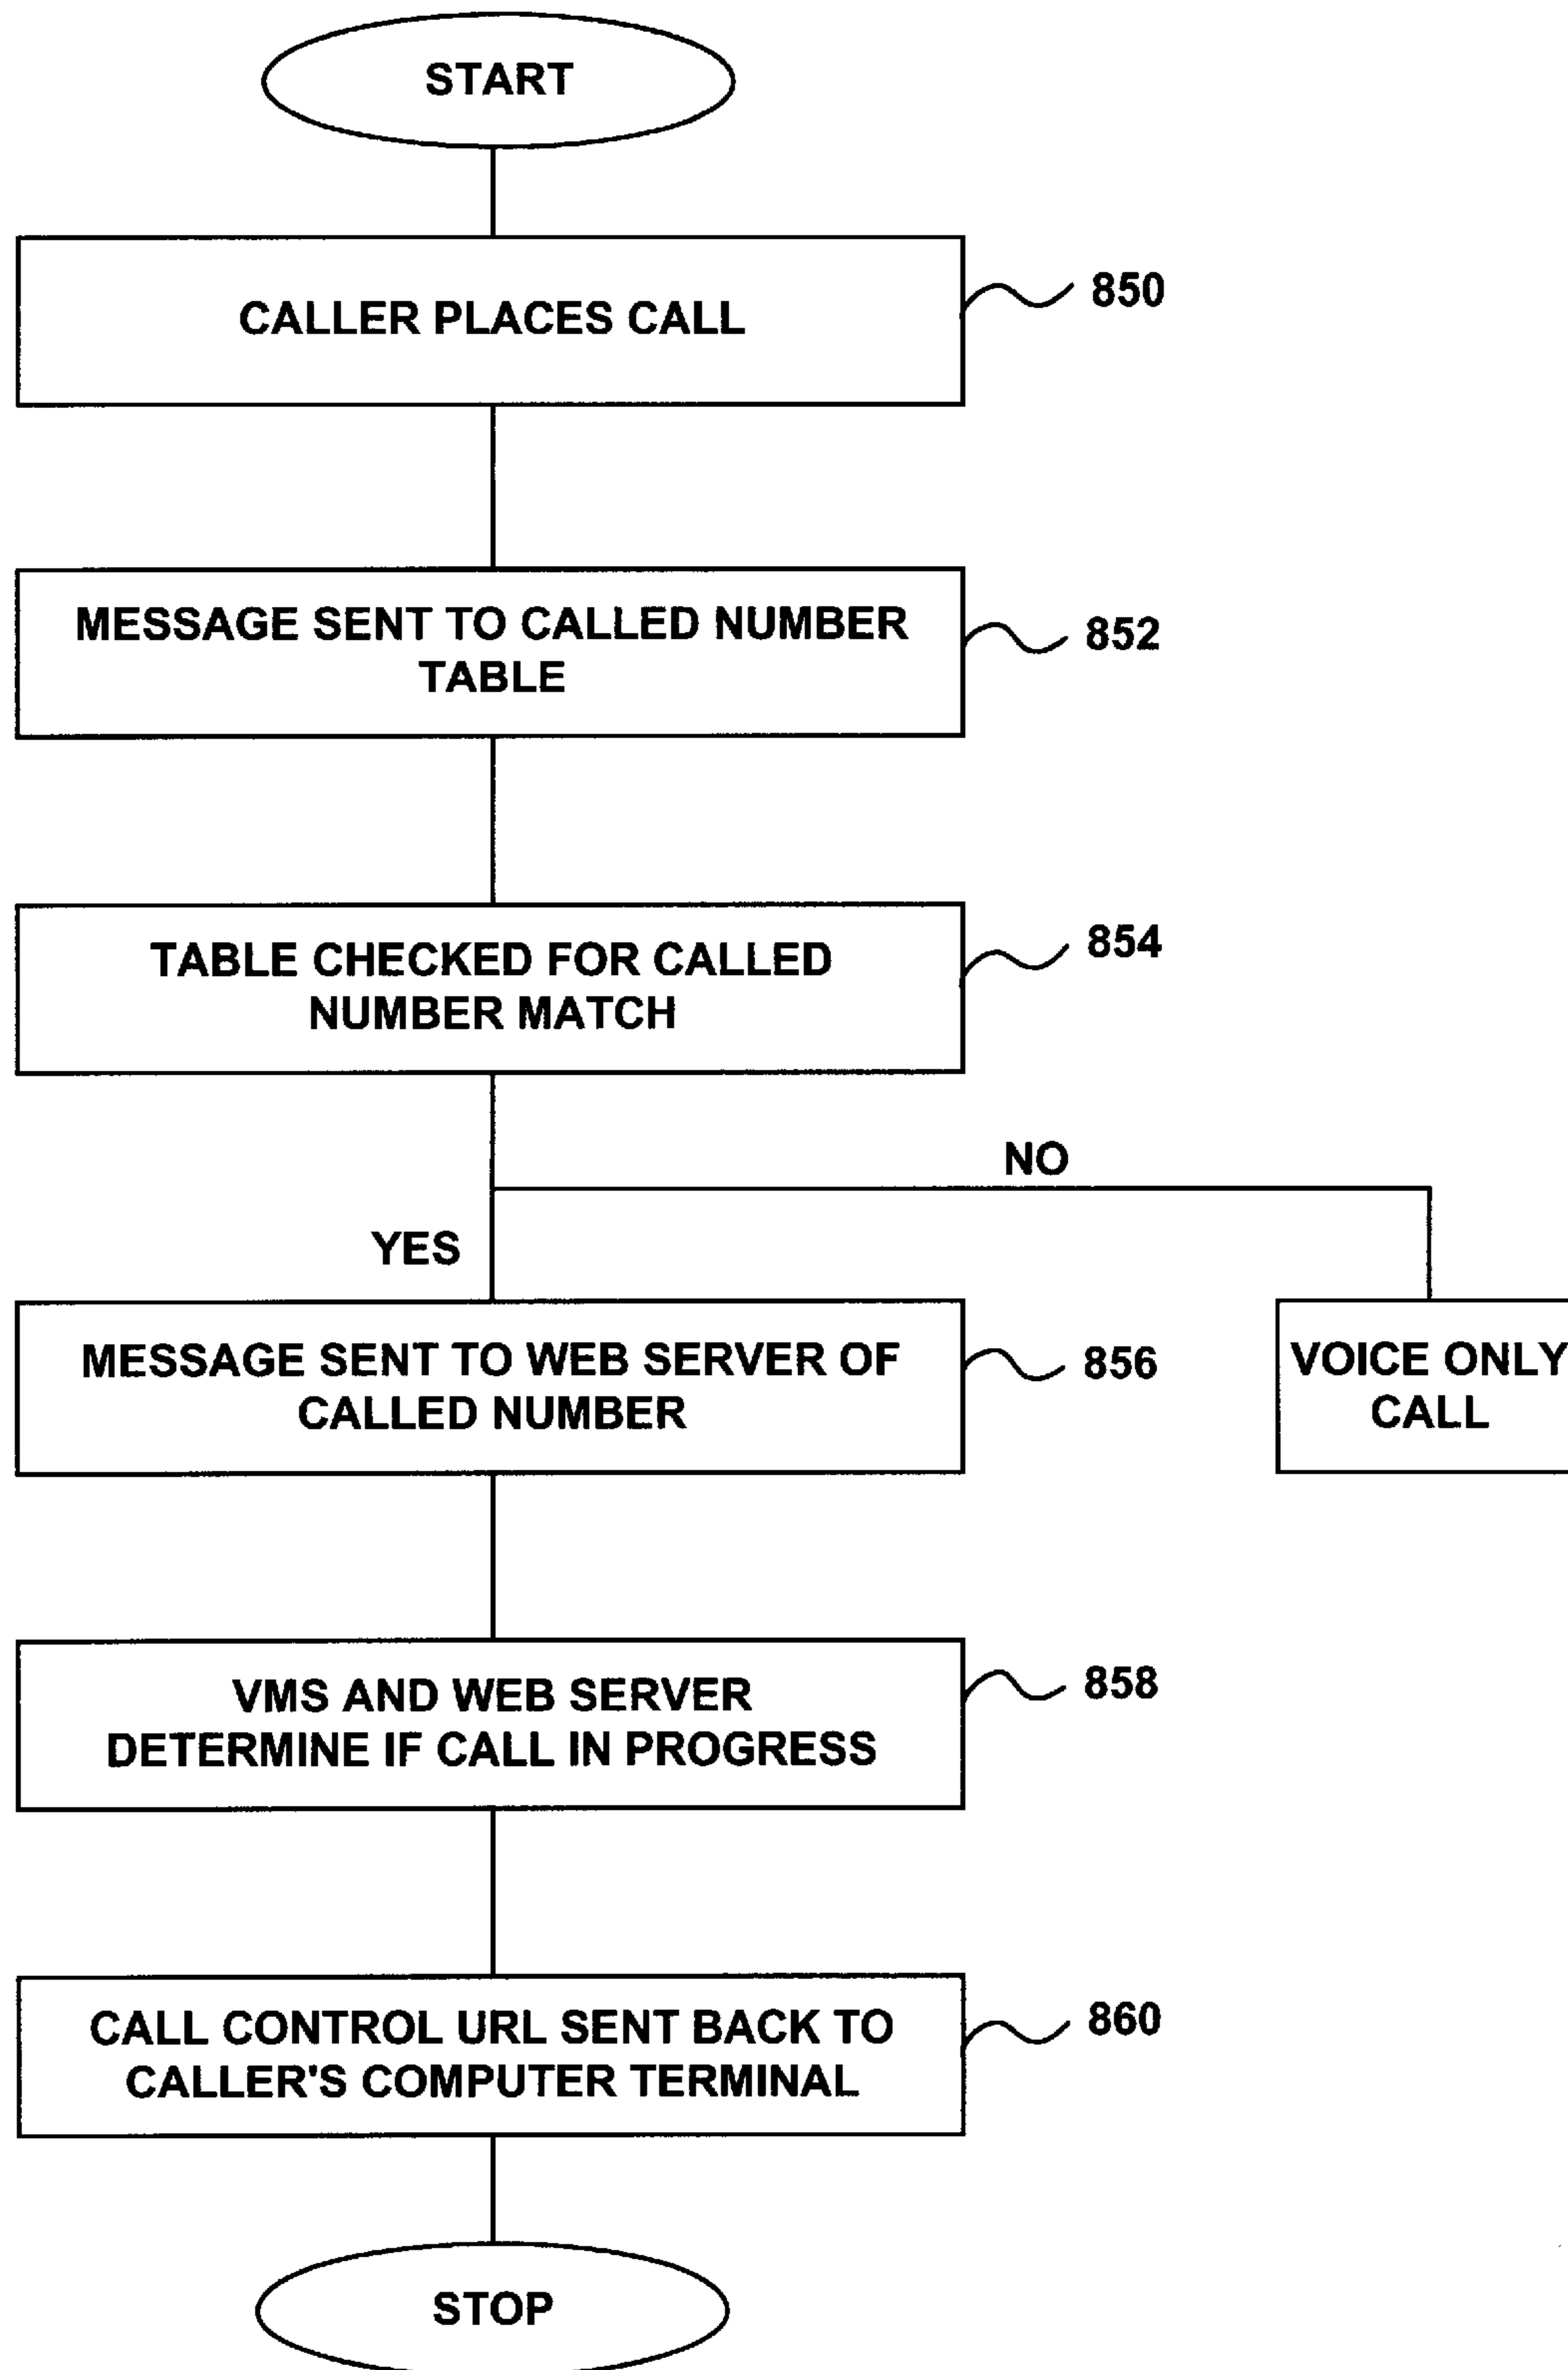 START
CALLER PLACES CALL
850
MESSAGE SENT TO CALLED NUMBER
TABLE
852
TABLE CHECKED FOR CALLED
NUMBER MATCH
854
NO
YES
MESSAGE SENT TO WEB SERVER OF
CALLED NUMBER
856
VOICE ONLY
CALL
VMS AND WEB SERVER
DETERMINE IF CALL IN PROGRESS
858
CALL CONTROL URL SENT BACK TO
CALLER'S COMPUTER TERMINAL
860
STOP